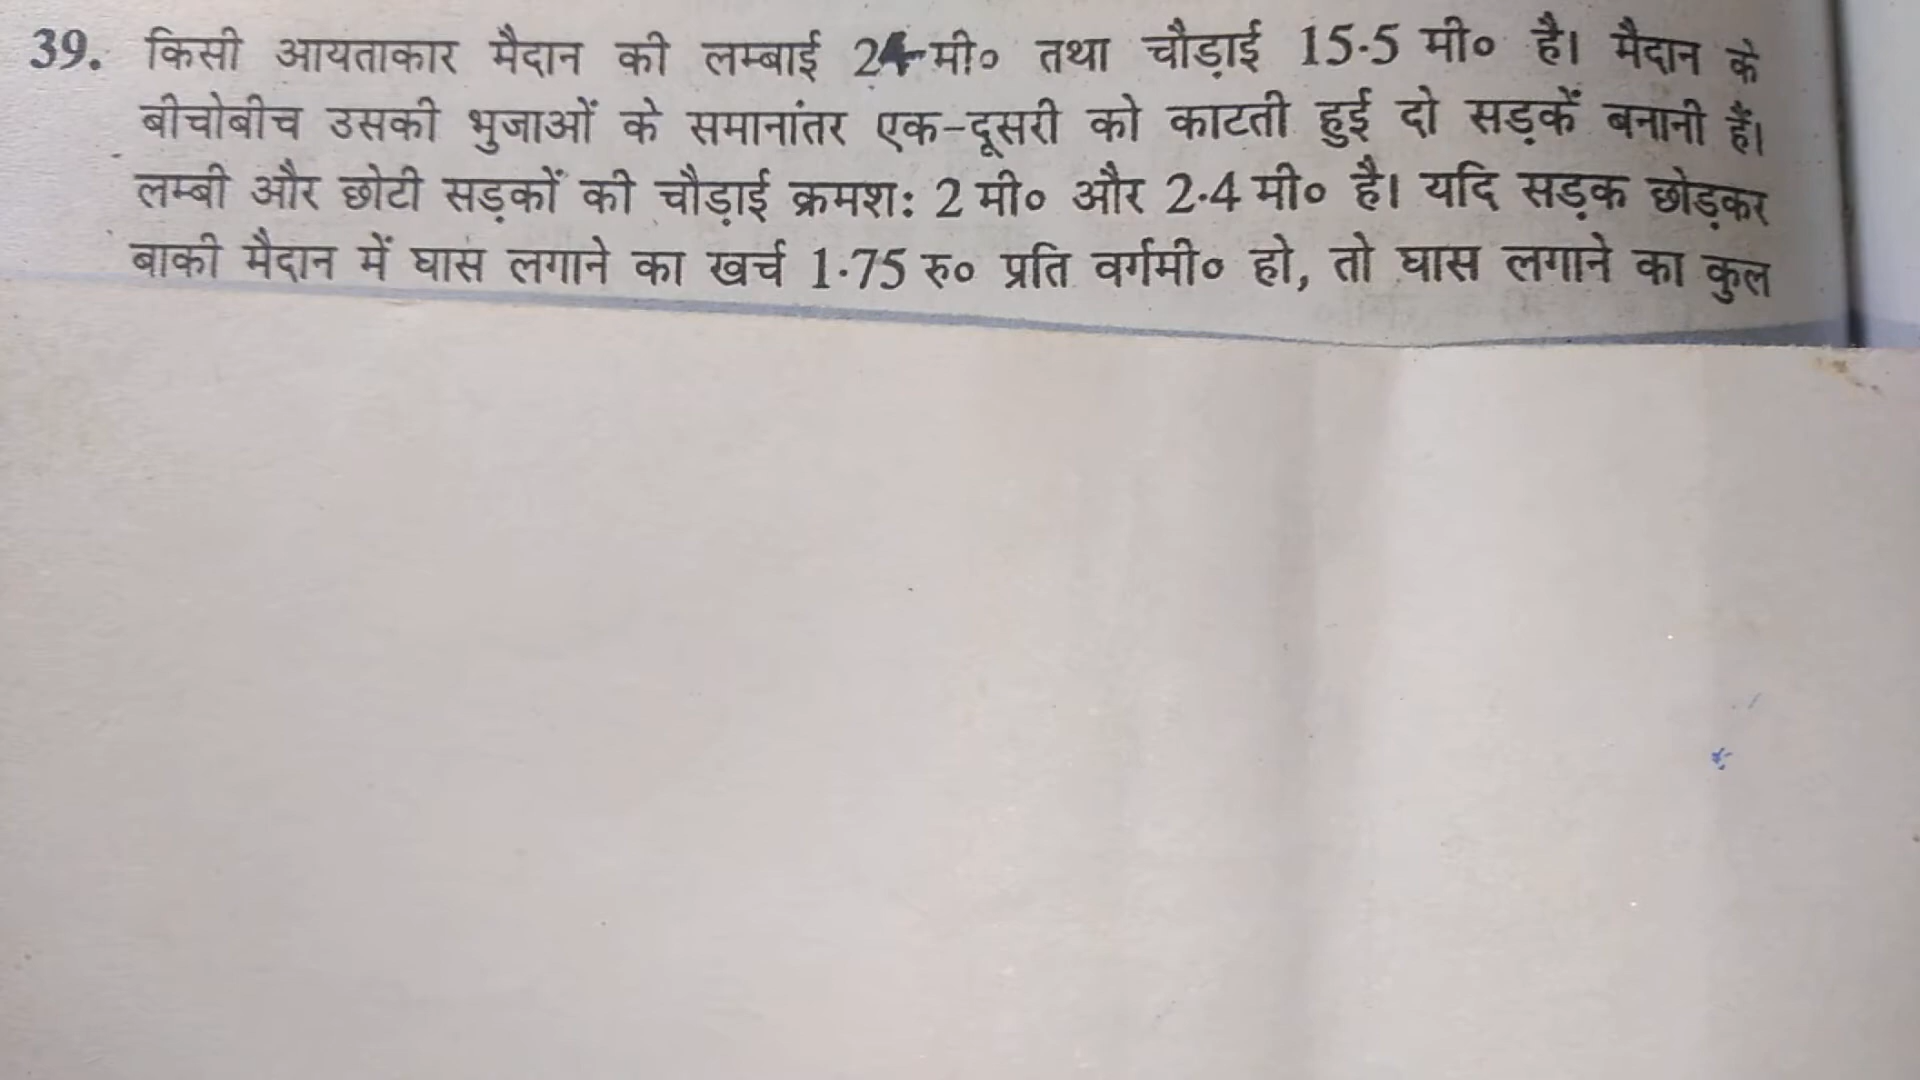 39. किसी आयताकार मैदान की लम्बाई 24 मी० तथा चौड़ाई 15·5 मी० है। मैदान के
बीचोबीच उसकी भुजाओं के समानांतर एक-दूसरी को काटती हुई दो सड़कें बनानी हैं।
लम्बी और छोटी सड़कों की चौड़ाई क्रमश: 2 मी० और 2·4 मी० है। यदि सड़क छोड़कर
बाकी मैदान में घास लगाने का खर्च 1·75 रु० प्रति वर्गमी० हो, तो घास लगाने का कुल